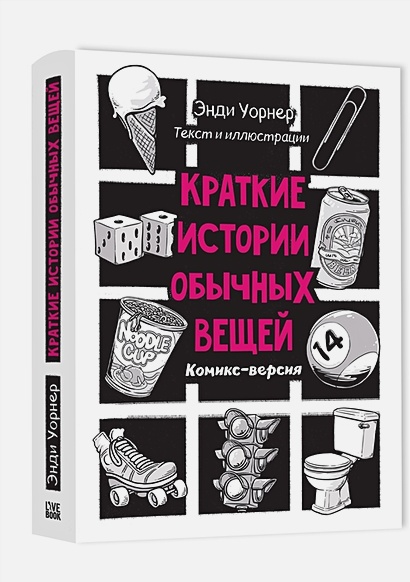 КРАТКИЕ ИСТОРИИ ОБЫЧНЫХ ВЕЩЕЙ
Энди Уорнер
LIVE
BOOK
Энди Уорнер
Текст и иллюстрации
КРАТКИЕ
ИСТОРИИ
ОБЫЧНЫХ
ВЕЩЕЙ
Комикс-версия
NOODLE
CUP
14